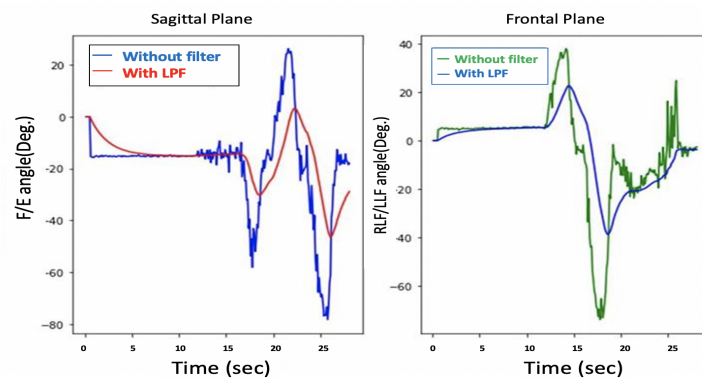 Sagittal Plane
Without filter
With LPF
F/E angle(Deg.)
20
0
-20
-40
-60
-80
0
5
10
15
20
25
Time (sec)
Frontal Plane
Without filter
With LPF
RLF/LLF angle(Deg.)
40
20
0
-20
-40
-60
0
5
10
15
20
25
Time (sec)